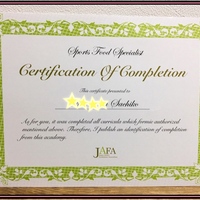 Sports Food Specialist
Certification Of Completion
This certificate presented to
Sachiko
As for you, it was completed all curricula which forums authorized
mentioned above. Therefore, I publish an identification of completion
from this academy.
JAFA